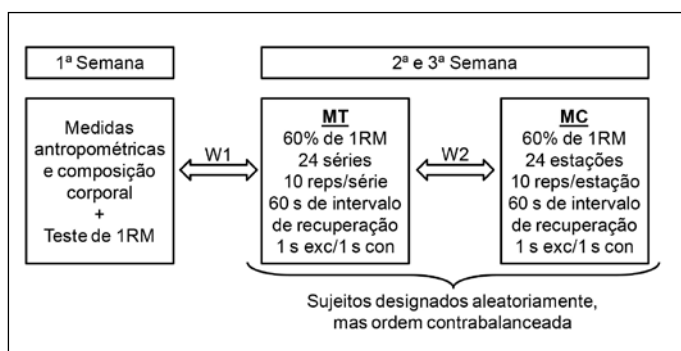 1ª Semana
2ª e 3ª Semana
Medidas
antropométricas
e composição
corporal
+
Teste de 1RM
W1
MT
60% de 1RM
24 séries
10 reps/série
60 s de intervalo
de recuperação
1 s exc/1 s con
W2
MC
60% de 1RM
24 estações
10 reps/estação
60 s de intervalo
de recuperação
1 s exc/1 s con
Sujeitos designados aleatoriamente,
mas ordem contrabalanceada